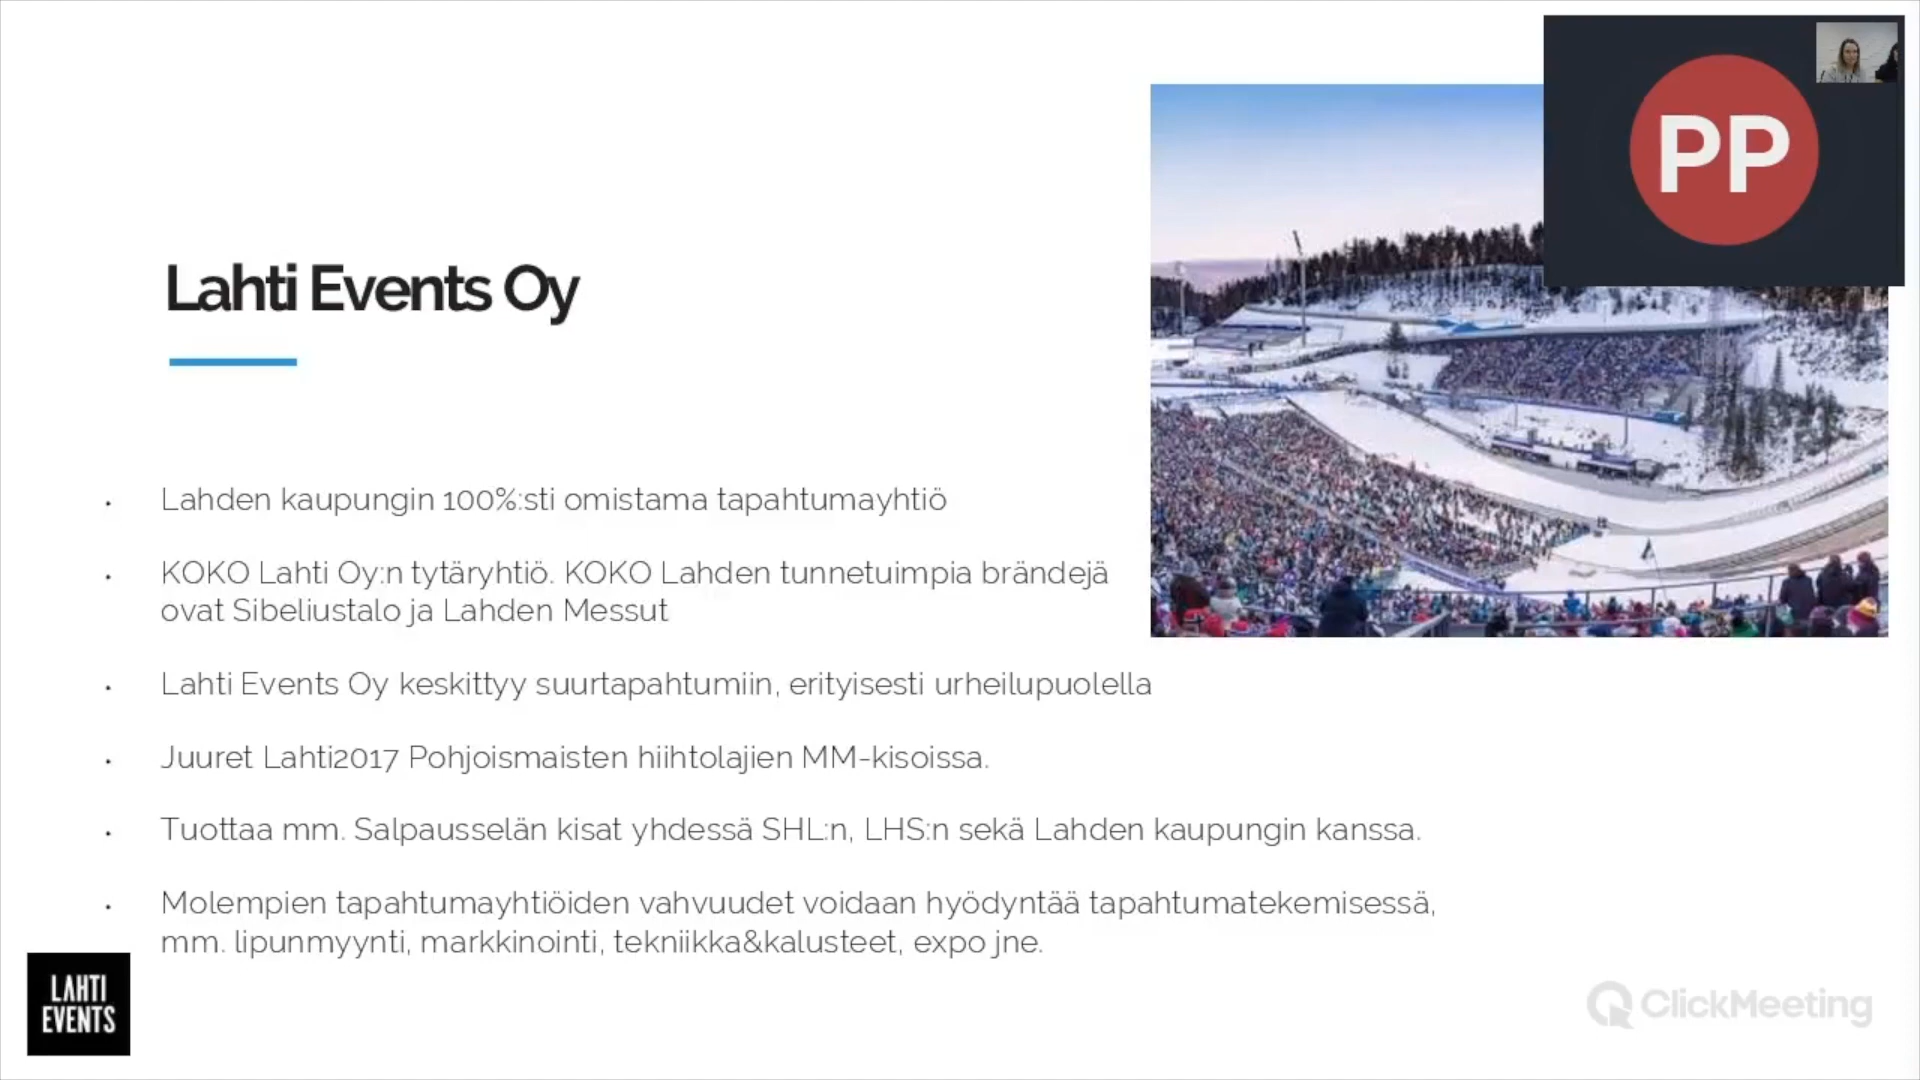 PP
Lahti Events Oy
• Lahden kaupungin 100%:sti omistama tapahtumayhtiö
• KOKO Lahti Oy:n tytäryhtiö. KOKO Lahden tunnetuimpia brändejä
ovat Sibeliustalo ja Lahden Messut
• Lahti Events Oy keskittyy suurtapahtumiin, erityisesti urheilupuolella
• Juuret Lahti2017 Pohjoismaisten hiihtolajien MM-kisoissa.
• Tuottaa mm. Salpausselän kisat yhdessä SHL:n, LHS:n sekä Lahden kaupungin kanssa.
• Molempien tapahtumayhtiöiden vahvuudet voidaan hyödyntää tapahtumatekemisessä,
mm. lipunmyynti, markkinointi, tekniikka&kalusteet, expo jne.
LAHTI
EVENTS
ClickMeeting